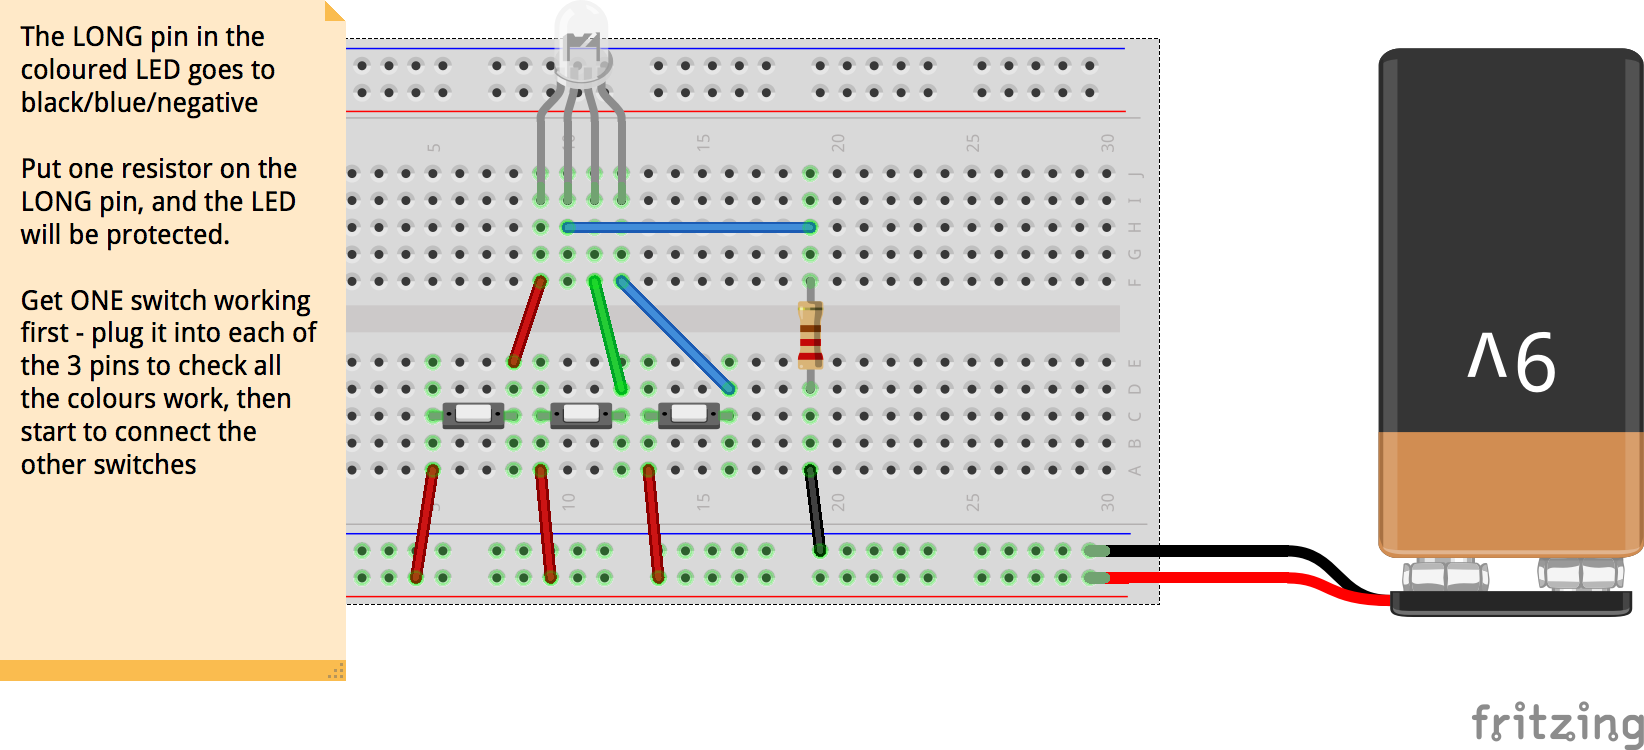 The LONG pin in the
coloured LED goes to
black/blue/negative
Put one resistor on the
LONG pin, and the LED
will be protected.
Get ONE switch working
first - plug it into each of
the 3 pins to check all
the colours work, then
start to connect the
other switches
5 10 15 20 25 30
J
I
H
G
F
E
D
C
B
A
5 10 15 20 25 30
9V
fritzing